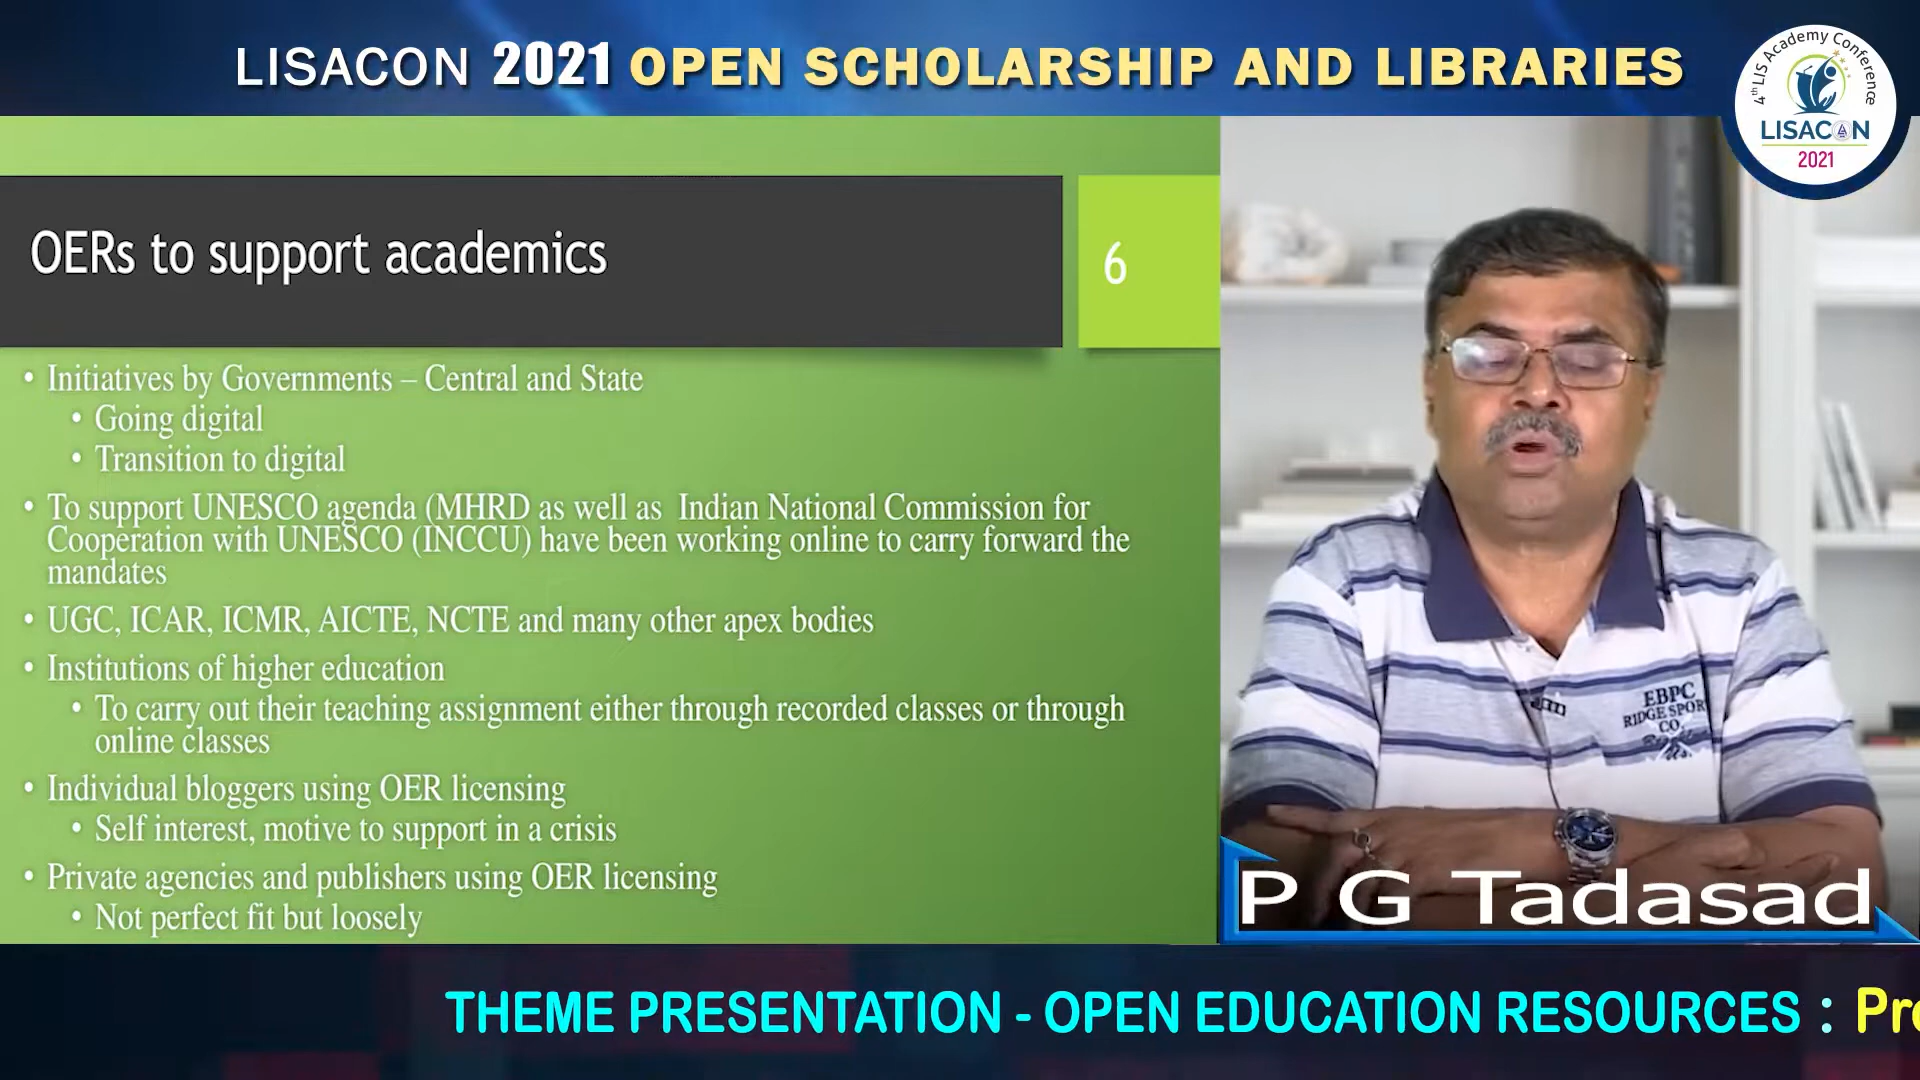 LISACON 2021 OPEN SCHOLARSHIP AND LIBRARIES
4th LIS Academy Conference
LISACON
2021
OERs to support academics
6
• Initiatives by Governments – Central and State
• Going digital
• Transition to digital
• To support UNESCO agenda (MHRD as well as Indian National Commission for
Cooperation with UNESCO (INCCU) have been working online to carry forward the
mandates
• UGC, ICAR, ICMR, AICTE, NCTE and many other apex bodies
• Institutions of higher education
• To carry out their teaching assignment either through recorded classes or through
online classes
• Individual bloggers using OER licensing
• Self interest, motive to support in a crisis
• Private agencies and publishers using OER licensing
• Not perfect fit but loosely
EBPC
RIDGE SPOR
CO.
P G Tadasad
THEME PRESENTATION - OPEN EDUCATION RESOURCES : Pro